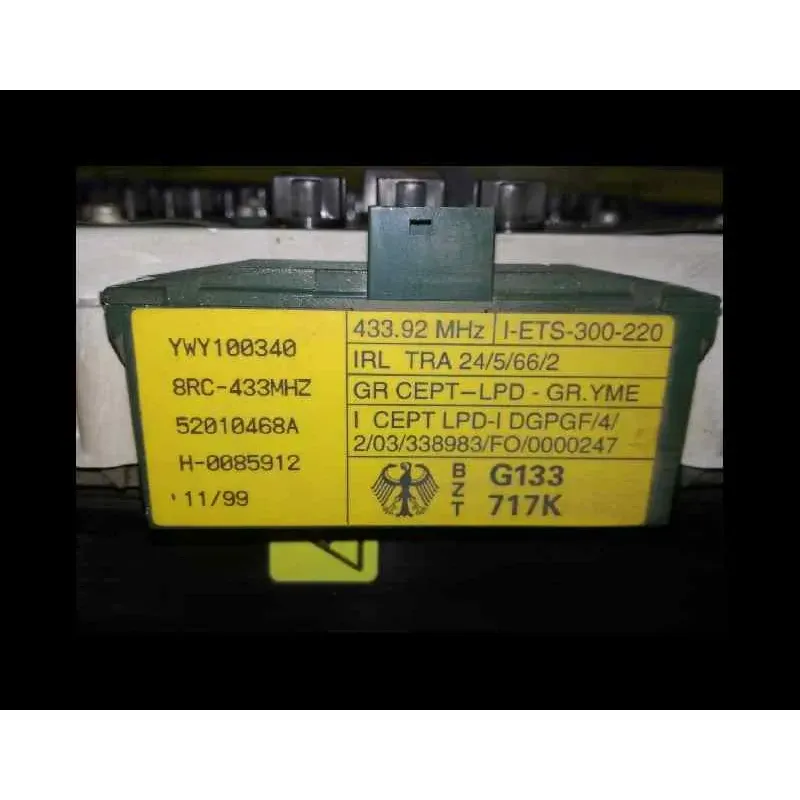 YWY100340
8RC-433MHZ
52010468A
H-0085912
11/99
433.92 MHz I-ETS-300-220
IRL TRA 24/5/66/2
GR CEPT-LPD - GR.YME
I CEPT LPD-I DGPGF/4/
2/03/338983/FO/0000247
BZT
G133
717K